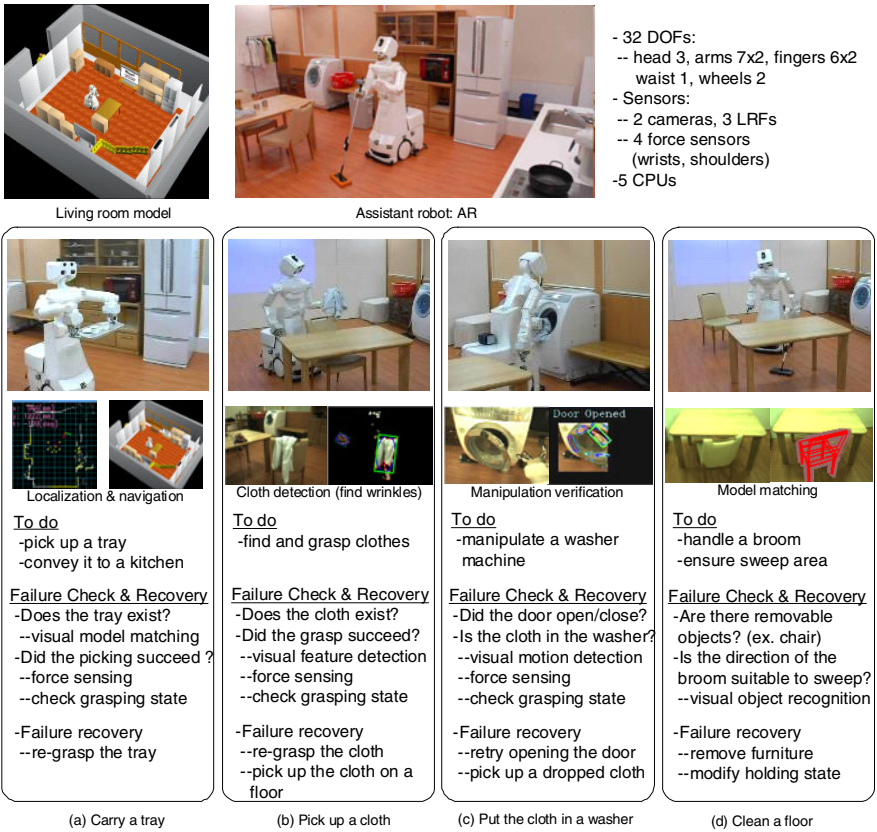 - 32 DOFs:
-- head 3, arms 7x2, fingers 6x2
waist 1, wheels 2
- Sensors:
-- 2 cameras, 3 LRFs
-- 4 force sensors
(wrists, shoulders)
-5 CPUs
Living room model
Assistant robot: AR
Localization & navigation
To do
-pick up a tray
-convey it to a kitchen
Failure Check & Recovery
-Does the tray exist?
--visual model matching
-Did the picking succeed ?
--force sensing
--check grasping state
-Failure recovery
--re-grasp the tray
(a) Carry a tray
Cloth detection (find wrinkles)
To do
-find and grasp clothes
Failure Check & Recovery
-Does the cloth exist?
-Did the grasp succeed?
--visual feature detection
--force sensing
--check grasping state
-Failure recovery
--re-grasp the cloth
--pick up the cloth on a
floor
(b) Pick up a cloth
Door Opened
Manipulation verification
To do
-manipulate a washer
machine
Failure Check & Recovery
-Did the door open/close?
-Is the cloth in the washer?
--visual motion detection
--force sensing
--check grasping state
-Failure recovery
--retry opening the door
--pick up a dropped cloth
(c) Put the cloth in a washer
Model matching
To do
-handle a broom
-ensure sweep area
Failure Check & Recovery
-Are there removable
objects? (ex. chair)
-Is the direction of the
broom suitable to sweep?
--visual object recognition
-Failure recovery
--remove furniture
--modify holding state
(d) Clean a floor